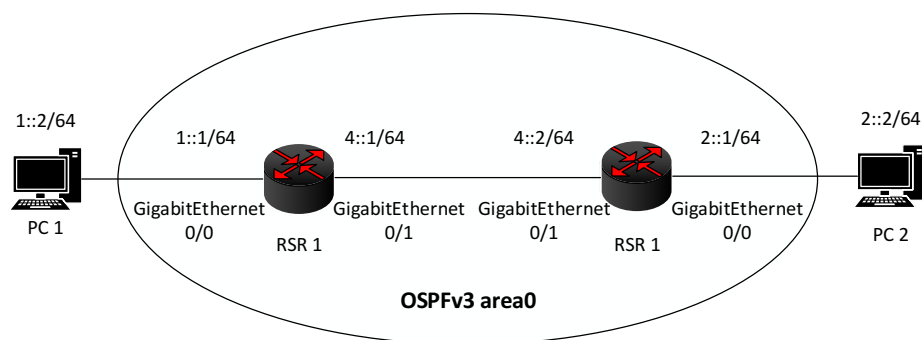 1::2/64
1::1/64
4::1/64
4::2/64
2::1/64
2::2/64
PC 1
GigabitEthernet
0/0
RSR 1
GigabitEthernet
0/1
GigabitEthernet
0/1
RSR 1
GigabitEthernet
0/0
PC 2
OSPFv3 area0